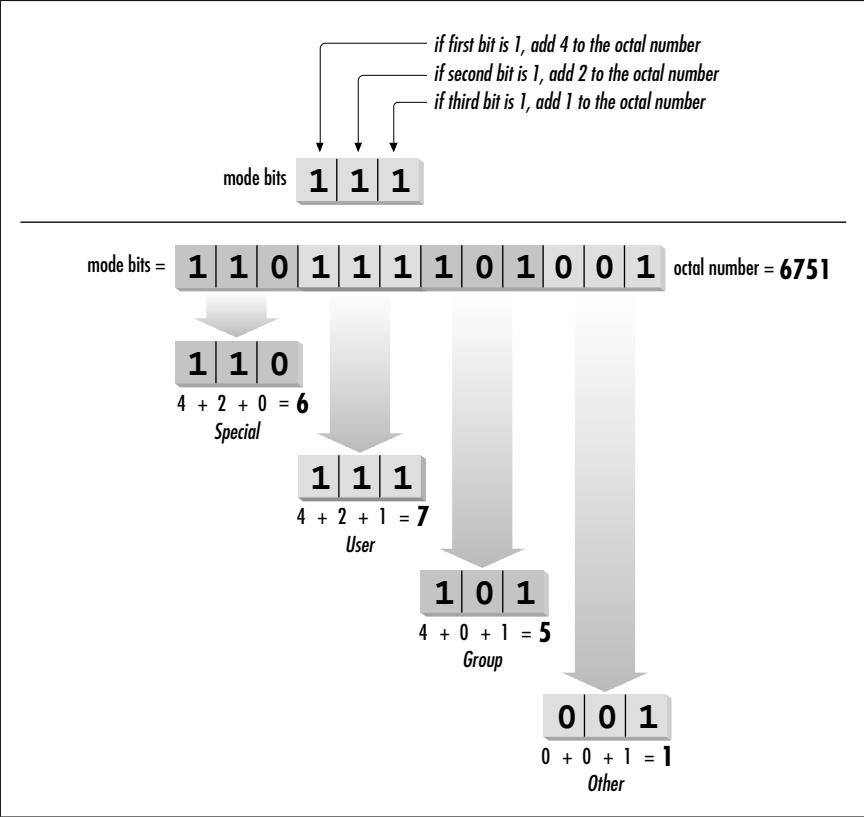 if first bit is 1, add 4 to the octal number
if second bit is 1, add 2 to the octal number
if third bit is 1, add 1 to the octal number
mode bits 1 1 1
mode bits = 1 1 0 1 1 1 1 0 1 0 0 1 octal number = 6751
1 1 0
4 + 2 + 0 = 6
Special
1 1 1
4 + 2 + 1 = 7
User
1 0 1
4 + 0 + 1 = 5
Group
0 0 1
0 + 0 + 1 = 1
Other